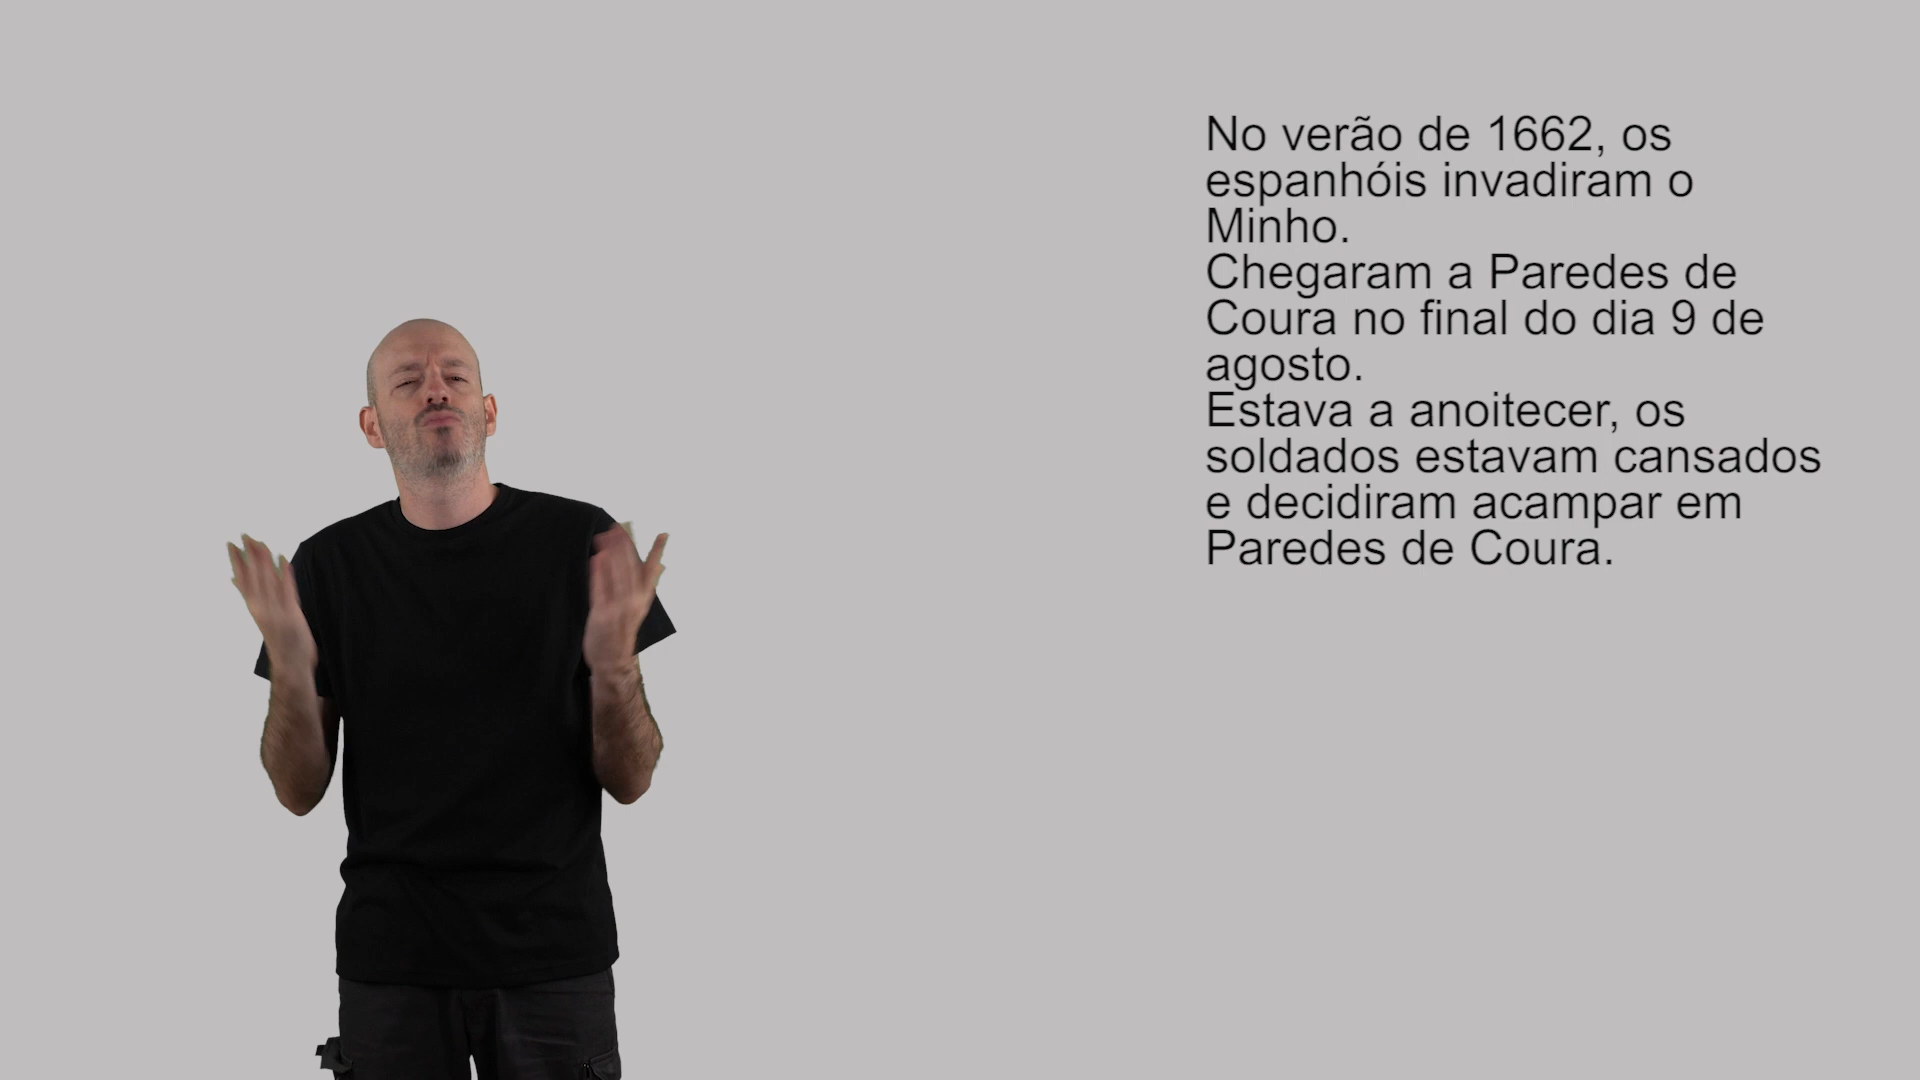 No verão de 1662, os
espanhóis invadiram o
Minho.
Chegaram a Paredes de
Coura no final do dia 9 de
agosto.
Estava a anoitecer, os
soldados estavam cansados
e decidiram acampar em
Paredes de Coura.